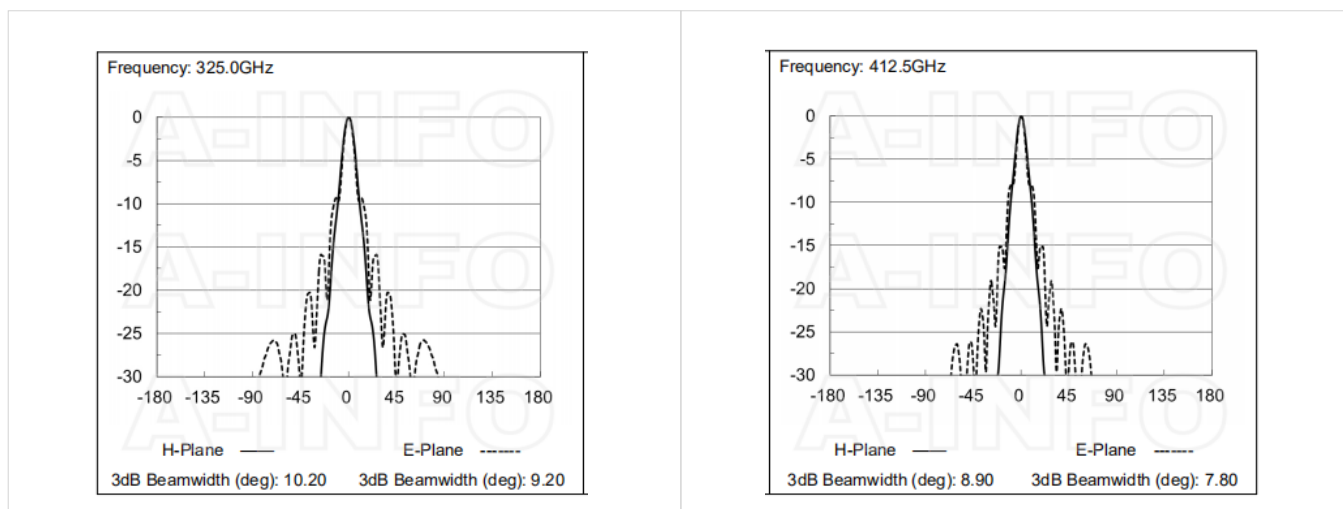 Frequency: 325.0GHz
A-INFO
0
-5
-10
-15
A-INFO
-20
-25
-30
-180 -135 -90 -45 0 45 90 135 180
A-INFO
H-Plane E-Plane
3dB Beamwidth (deg): 10.20 3dB Beamwidth (deg): 9.20
Frequency: 412.5GHz
A-INFO
0
-5
-10
-15
A-INFO
-20
-25
-30
-180 -135 -90 -45 0 45 90 135 180
A-INFO
H-Plane E-Plane
3dB Beamwidth (deg): 8.90 3dB Beamwidth (deg): 7.80